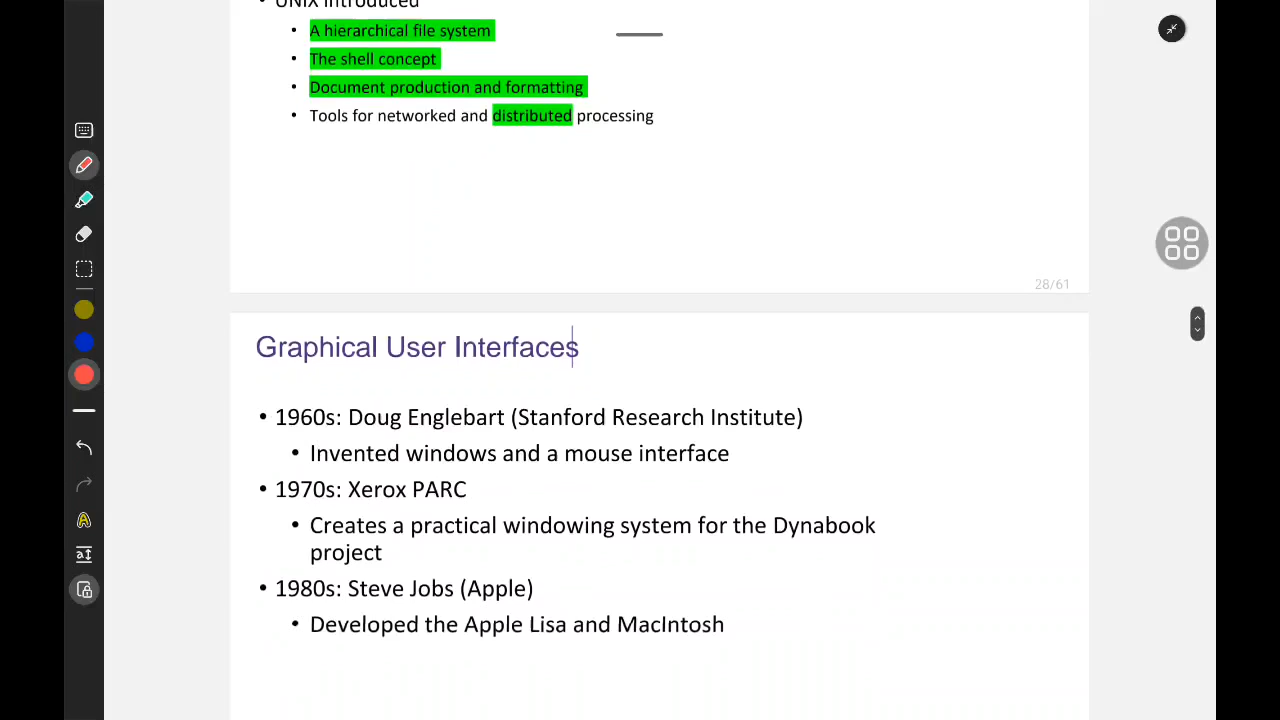 UNIX introduced
• A hierarchical file system
• The shell concept
• Document production and formatting
• Tools for networked and distributed processing
28/61
Graphical User Interfaces
• 1960s: Doug Englebart (Stanford Research Institute)
• Invented windows and a mouse interface
• 1970s: Xerox PARC
• Creates a practical windowing system for the Dynabook
project
• 1980s: Steve Jobs (Apple)
• Developed the Apple Lisa and MacIntosh